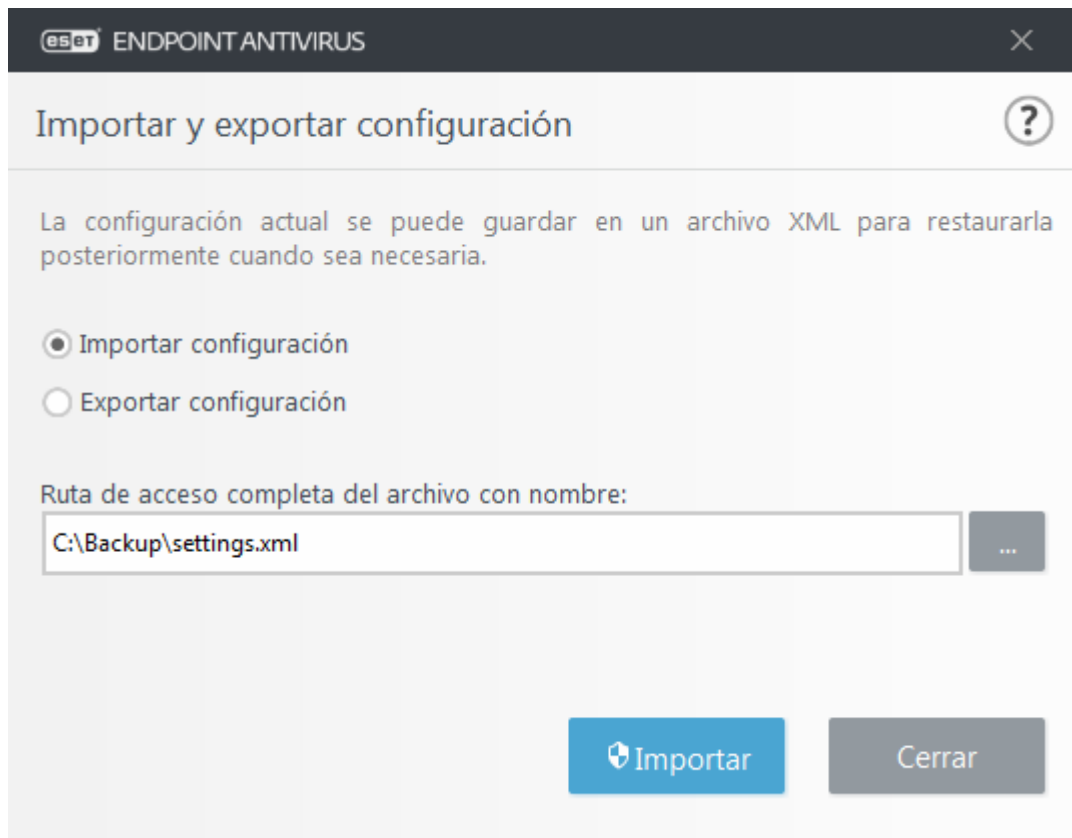 eset ENDPOINT ANTIVIRUS
Importar y exportar configuración
?
La configuración actual se puede guardar en un archivo XML para restaurarla
posteriormente cuando sea necesaria.
Importar configuración
Exportar configuración
Ruta de acceso completa del archivo con nombre:
C:\Backup\settings.xml
...
Importar
Cerrar